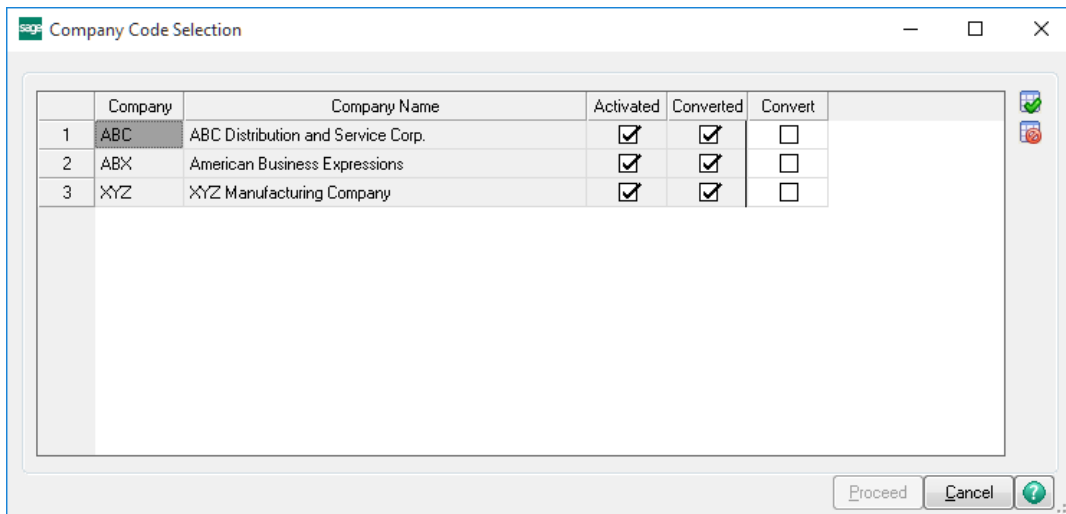 sage Company Code Selection
Company Company Name Activated Converted Convert
1 ABC ABC Distribution and Service Corp.
2 ABX American Business Expressions
3 XYZ XYZ Manufacturing Company
Proceed Cancel ?